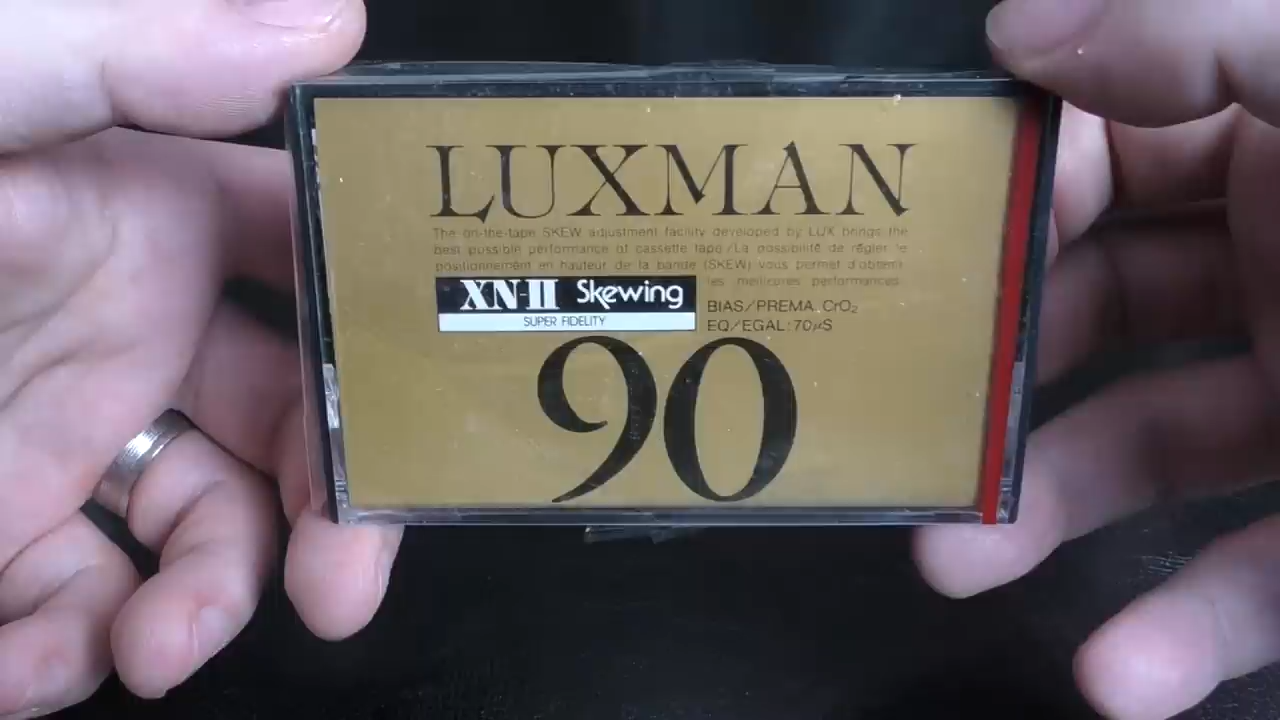 LUXMAN
The on-the-tape SKEW adjustment facility developed by LUX brings the
best possible performance of cassette tape/La possibilité de régler le
positionnement en hauteur de la bande (SKEW) vous permet d'obtenir
les meilleures performances.
XN-II Skewing
SUPER FIDELITY
BIAS/PREMA. CrO₂
EQ./EGAL: 70μS
90